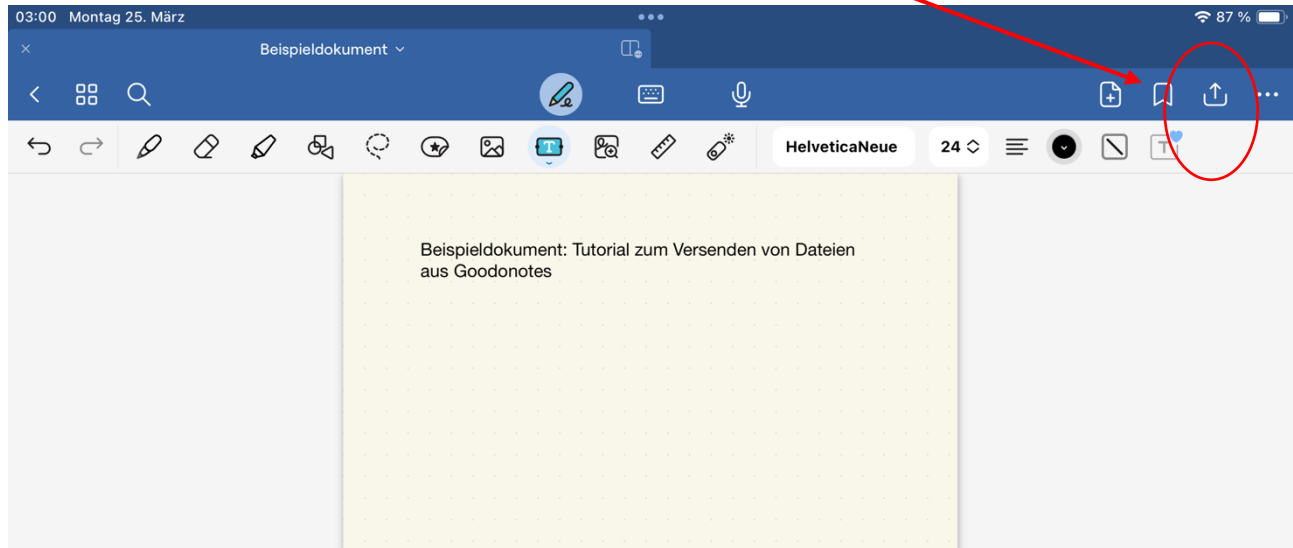 03:00 Montag 25. März
87 %
Beispieldokument
HelveticaNeue
24
Beispieldokument: Tutorial zum Versenden von Dateien
aus Goodonotes